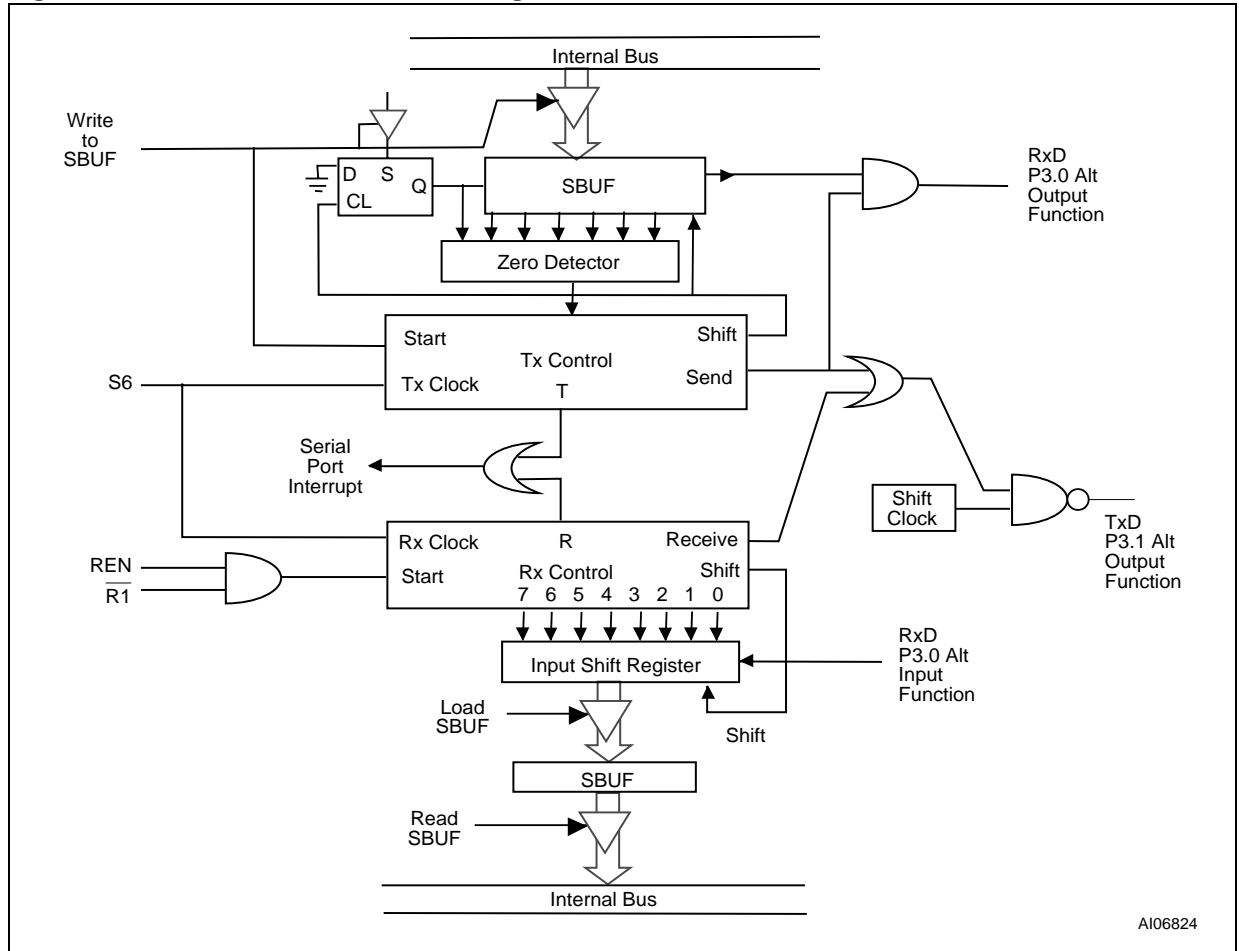 Internal Bus
Write
to
SBUF
D S
Q
CL
SBUF
RxD
P3.0 Alt
Output
Function
Zero Detector
Start
Shift
Tx Control
S6
Tx Clock
T
Send
Serial
Port
Interrupt
Shift
Clock
TxD
P3.1 Alt
Output
Function
Rx Clock
R
Receive
REN
R1
Start
Rx Control
Shift
7 6 5 4 3 2 1 0
RxD
P3.0 Alt
Input
Function
Input Shift Register
Load
SBUF
Shift
SBUF
Read
SBUF
Internal Bus
AI06824